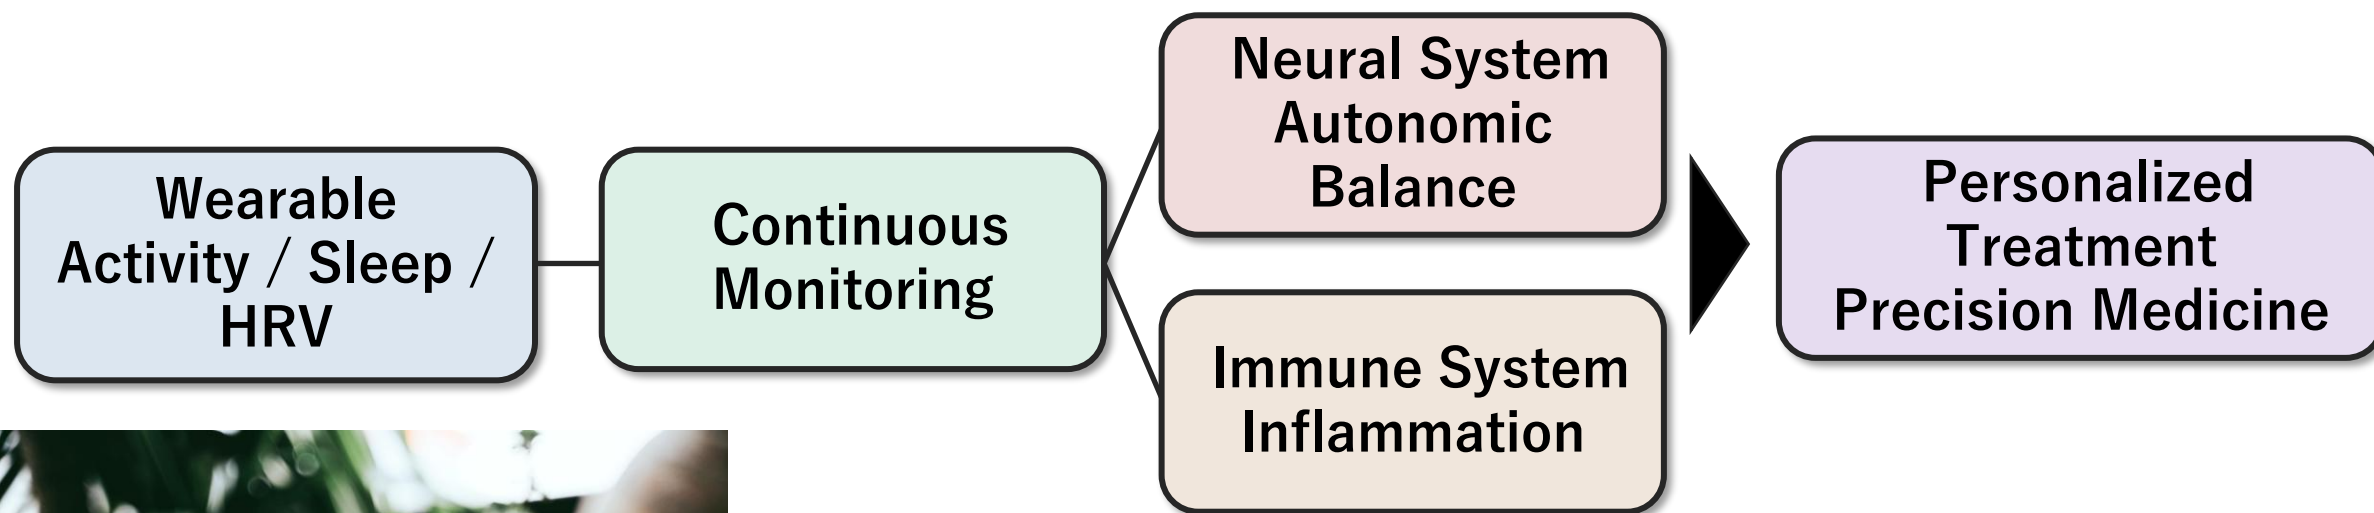 Wearable
Activity / Sleep /
HRV
Continuous
Monitoring
Neural System
Autonomic
Balance
Immune System
Inflammation
Personalized
Treatment
Precision Medicine